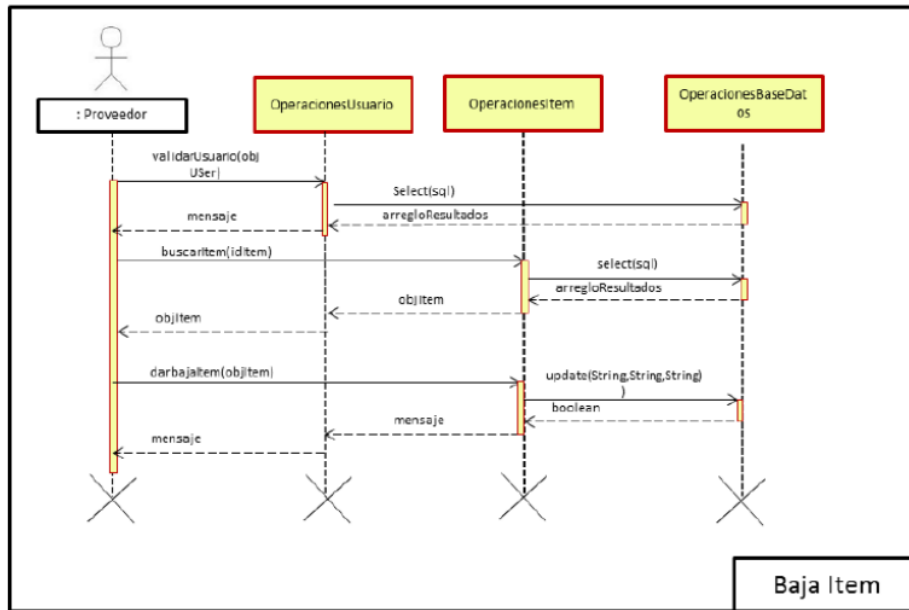 : Proveedor
OperacionesUsuario
OperacionesItem
OperacionesBaseDat
os
validarUsuario(obj
USer)
Select(sql)
arregloResultados
mensaje
buscarItem(idItem)
select(sql)
arregloResultados
objItem
objItem
darbajaItem(objItem)
update(String,String,String)
)
boolean
mensaje
mensaje
Baja Item